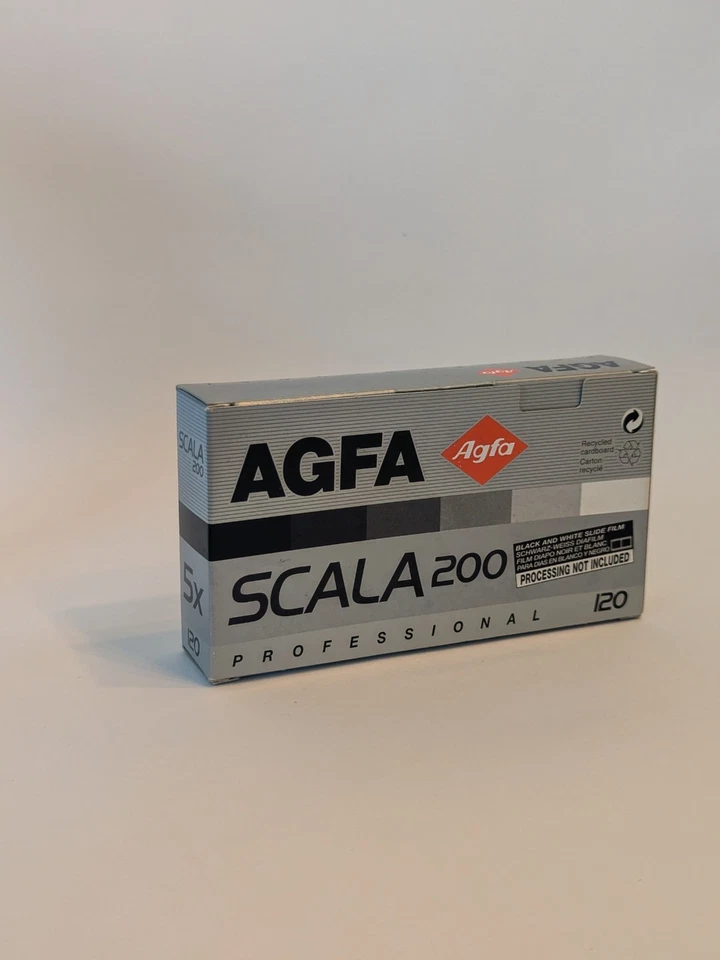 Agfa AGFA
SCALA
200
5x
120
AGFA
Agfa
Recycled
cardboard
Carton
recyclé
SCALA 200
BLACK AND WHITE SLIDE FILM
SCHWARZ-WEISS DIAFILM
FILM DIAPO NOIR ET BLANC
PARA DIAS EN BLANCO Y NEGRO
PROCESSING NOT INCLUDED
PROFESSIONAL
120